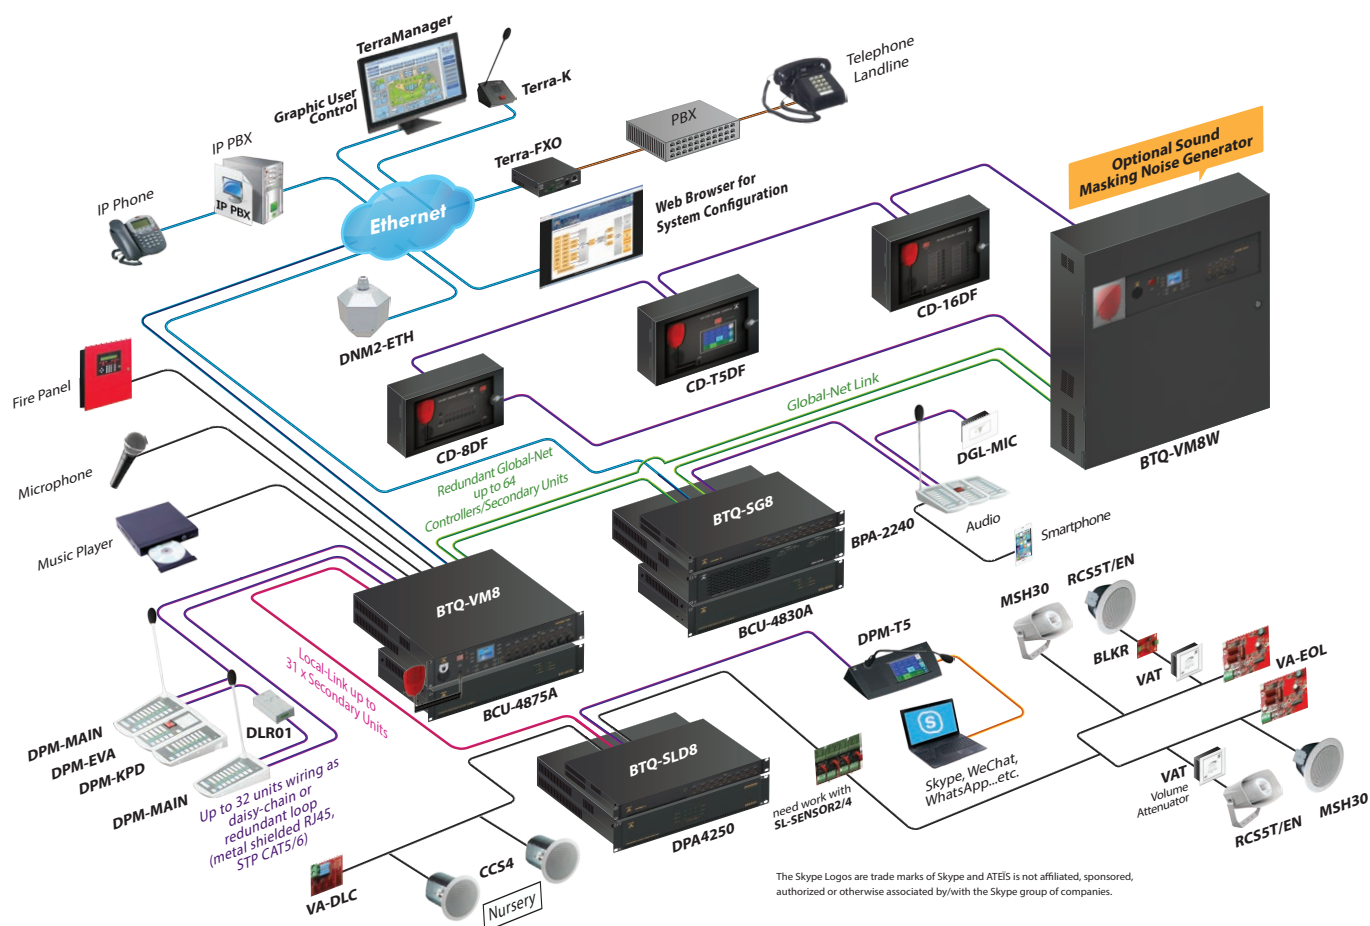 TerraManager
Graphic User
Control
Terra-K
Telephone
Landline
PBX
IP PBX
IP PBX
Terra-FXO
IP Phone
Ethernet
Web Browser for
System Configuration
Optional Sound
Masking Noise Generator
DNM2-ETH
CD-16DF
CD-T5DF
CD-8DF
Fire Panel
Global-Net Link
BTQ-VM8W
DGL-MIC
Microphone
Redundant Global-Net
up to 64
Controllers/Secondary Units
BTQ-SG8
BPA-2240
Audio
Smartphone
Music Player
BTQ-VM8
BCU-4830A
MSH30
RCS5T/EN
BLKR
VAT
VA-EOL
DPM-T5
Local-Link up to
31 x Secondary Units
BCU-4875A
DLR01
DPM-MAIN
DPM-EVA
DPM-KPD
DPM-MAIN
BTQ-SLD8
DPA4250
S
Skype, WeChat,
WhatsApp...etc.
need work with
SL-SENSOR2/4
VAT
Volume
Attenuator
RCS5T/EN
MSH30
Up to 32 units wiring as
daisy-chain or
redundant loop
(metal shielded RJ45,
STP CAT5/6)
VA-DLC
CCS4
Nursery
The Skype Logos are trade marks of Skype and ATEÏS is not affiliated, sponsored,
authorized or otherwise associated by/with the Skype group of companies.